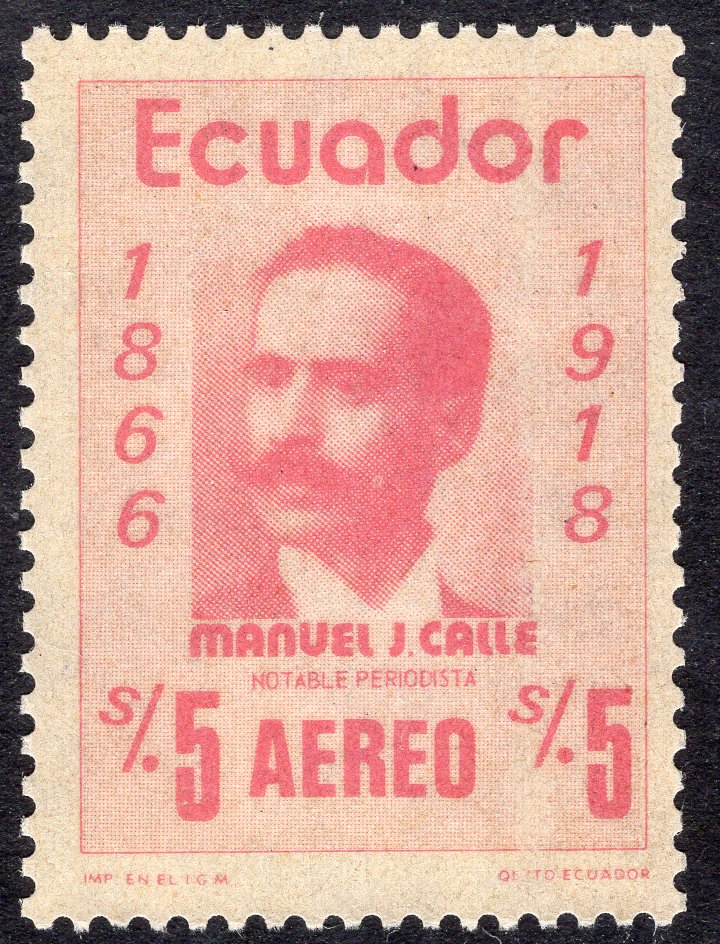 Ecuador
1866
1918
MANUEL J. CALLE
NOTABLE PERIODISTA
S/.5 AEREO S/.5
IMP. EN EL I G M QUITO ECUADOR